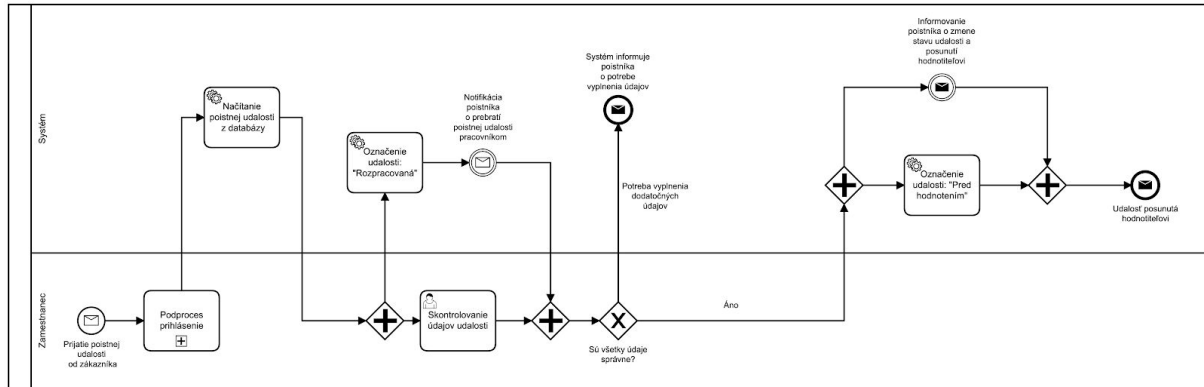 Systém
Zamestnanec
Prijatie poistnej
udalosti
od zákazníka
Podproces
prihlásenie
Načítanie
poistnej udalosti
z databázy
Označenie
udalosti:
"Rozpracovaná"
Notifikácia
poistníka
o prebratí
poistnej udalosti
pracovníkom
Skontrolovanie
údajov udalosti
Sú všetky údaje
správne?
Potreba vyplnenia
dodatočných
údajov
Systém informuje
poistníka
o potrebe
vyplnenia údajov
Áno
Informovanie
poistníka o zmene
stavu udalosti a
posunutí
hodnotiteľovi
Označenie
udalosti: "Pred
hodnotením"
Udalosť posunutá
hodnotiteľovi